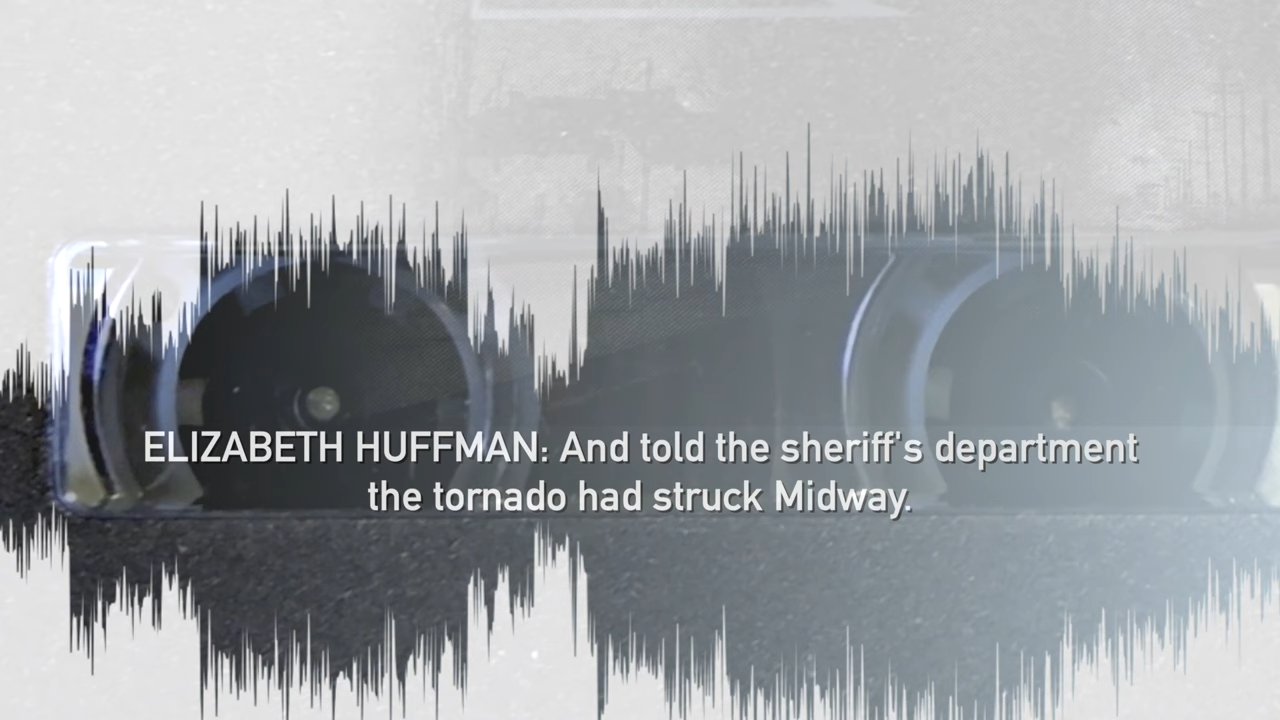 ELIZABETH HUFFMAN: And told the sheriff's department
the tornado had struck Midway.